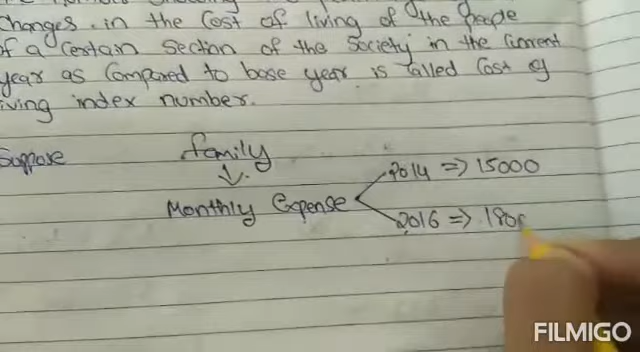 changes in the cost of living of the people
of a certain section of the society in the current
year as compared to base year is called cost of
living index number.
Suppose family
Monthly Expense
2014 => 15000
2016 => 180
FILMIGO